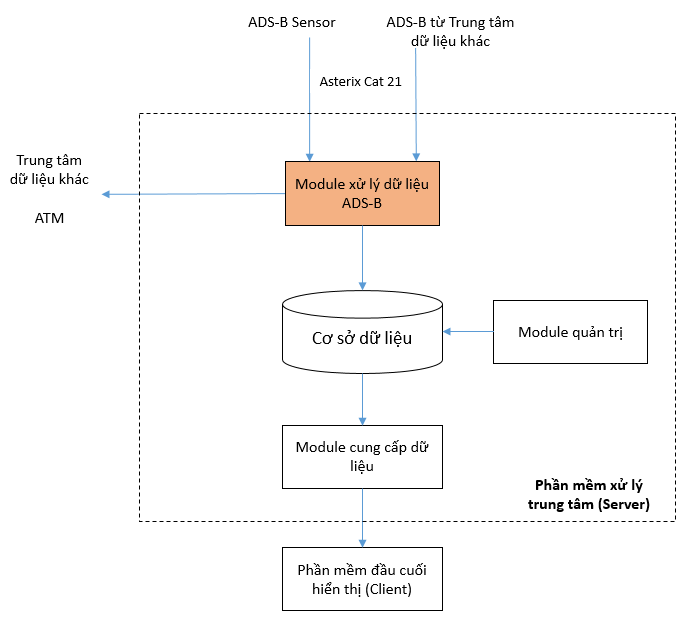 ADS-B Sensor
ADS-B từ Trung tâm
dữ liệu khác
Asterix Cat 21
Trung tâm
dữ liệu khác
ATM
Module xử lý dữ liệu
ADS-B
Cơ sở dữ liệu
Module quản trị
Module cung cấp dữ
liệu
Phần mềm xử lý
trung tâm (Server)
Phần mềm đầu cuối
hiển thị (Client)